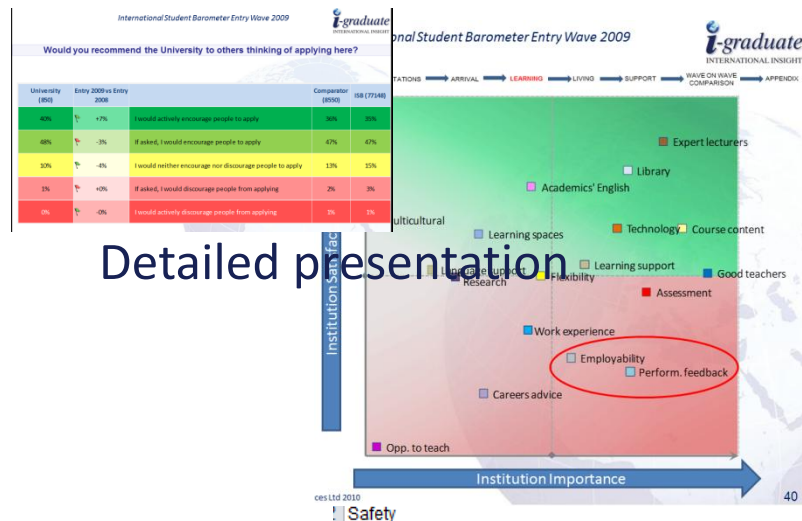 International Student Barometer Entry Wave 2009
i-graduate
INTERNATIONAL INSIGHT
Would you recommend the University to others thinking of applying here?
University (850)
Entry 2009 vs Entry 2008
Comparator (8550)
ISB (77148)
40% +7% I would actively encourage people to apply 36% 35%
48% -3% If asked, I would encourage people to apply 47% 47%
10% -4% I would neither encourage nor discourage people to apply 13% 15%
1% +0% If asked, I would discourage people from applying 2% 3%
0% -0% I would actively discourage people from applying 1%
onal Student Barometer Entry Wave 2009
i-graduate
INTERNATIONAL INSIGHT
TATIONS ARRIVAL LEARNING LIVING SUPPORT WAVE ON WAVE COMPARISON APPENDIX
Expert lecturers
Library
Academics' English
ulticultural
Technology
Course content
Learning spaces
Detailed presentation
Learning support
Language support
Flexibility
Good teachers
Research
Assessment
Work experience
Employability
Perform. feedback
Careers advice
Opp. to teach
Institution Satisfac
Institution Importance
ces Ltd 2010
40
Safety